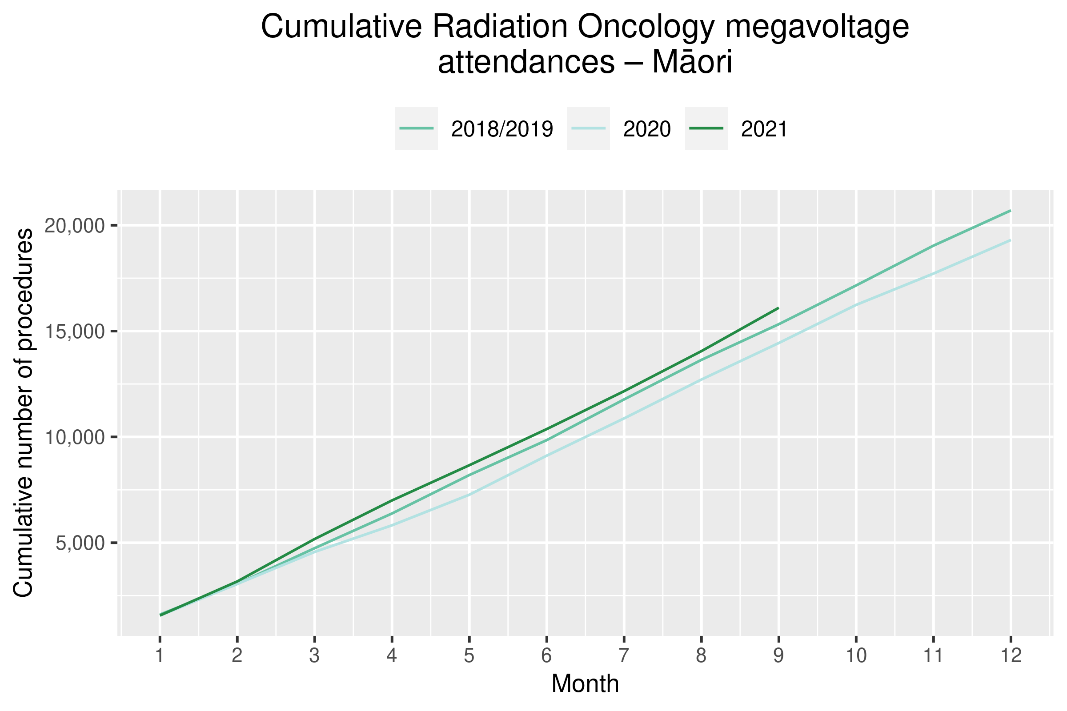 Cumulative Radiation Oncology megavoltage
attendances – Māori
2018/2019 2020 2021
Cumulative number of procedures
20,000
15,000
10,000
5,000
1 2 3 4 5 6 7 8 9 10 11 12
Month